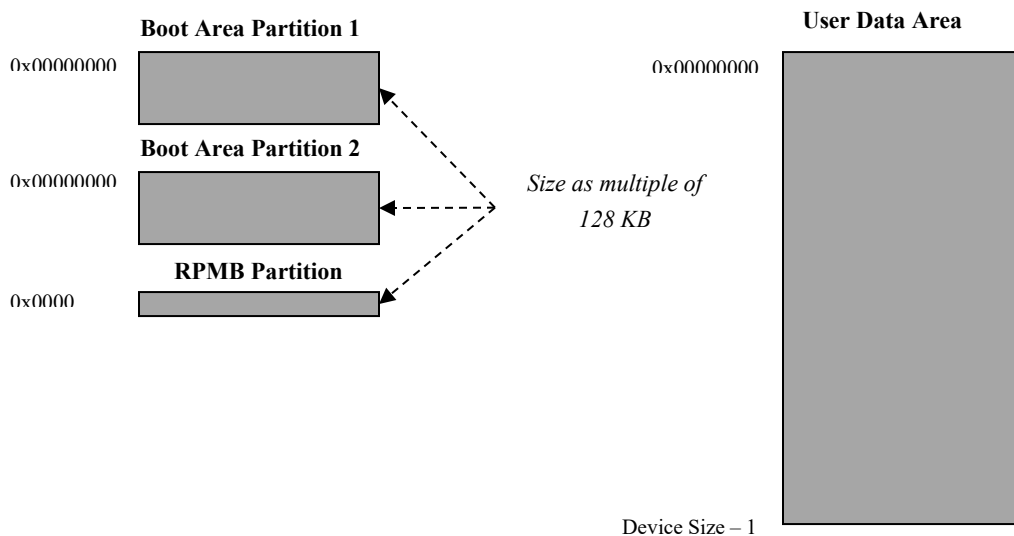 Boot Area Partition 1
0x00000000
Boot Area Partition 2
0x00000000
RPMB Partition
0x0000
Size as multiple of
128 KB
User Data Area
0x00000000
Device Size – 1